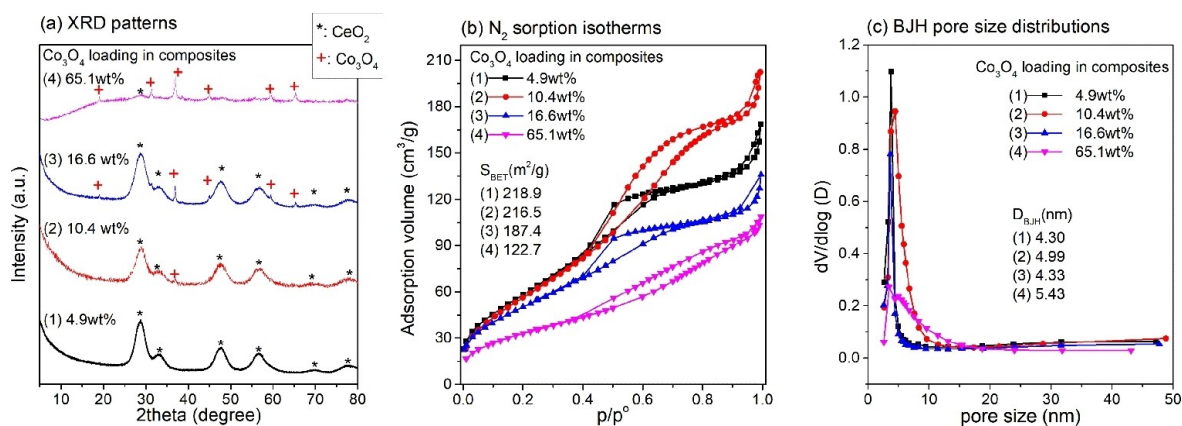 (a) XRD patterns
*: CeO₂
+: Co₃O₄
Co₃O₄ loading in composites
(4) 65.1wt%
(3) 16.6 wt%
(2) 10.4 wt%
(1) 4.9wt%
Intensity (a.u.)
10 20 30 40 50 60 70 80
2theta (degree)
(b) N₂ sorption isotherms
Co₃O₄ loading in composites
(1) 4.9wt%
(2) 10.4wt%
(3) 16.6wt%
(4) 65.1wt%
S_BET(m²/g)
(1) 218.9
(2) 216.5
(3) 187.4
(4) 122.7
Adsorption volume (cm³/g)
210
180
150
120
90
60
30
0
0.0 0.2 0.4 0.6 0.8 1.0
p/p°
(c) BJH pore size distributions
Co₃O₄ loading in composites
(1) 4.9wt%
(2) 10.4wt%
(3) 16.6wt%
(4) 65.1wt%
D_BJH(nm)
(1) 4.30
(2) 4.99
(3) 4.33
(4) 5.43
dV/dlog (D)
1.2
1.0
0.8
0.6
0.4
0.2
0.0
0 10 20 30 40 50
pore size (nm)